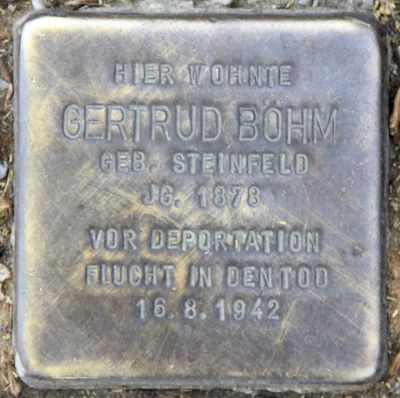 HIER WOHNTE
GERTRUD BÖHM
GEB. STEINFELD
JG. 1878
VOR DEPORTATION
FLUCHT IN DEN TOD
16.8.1942